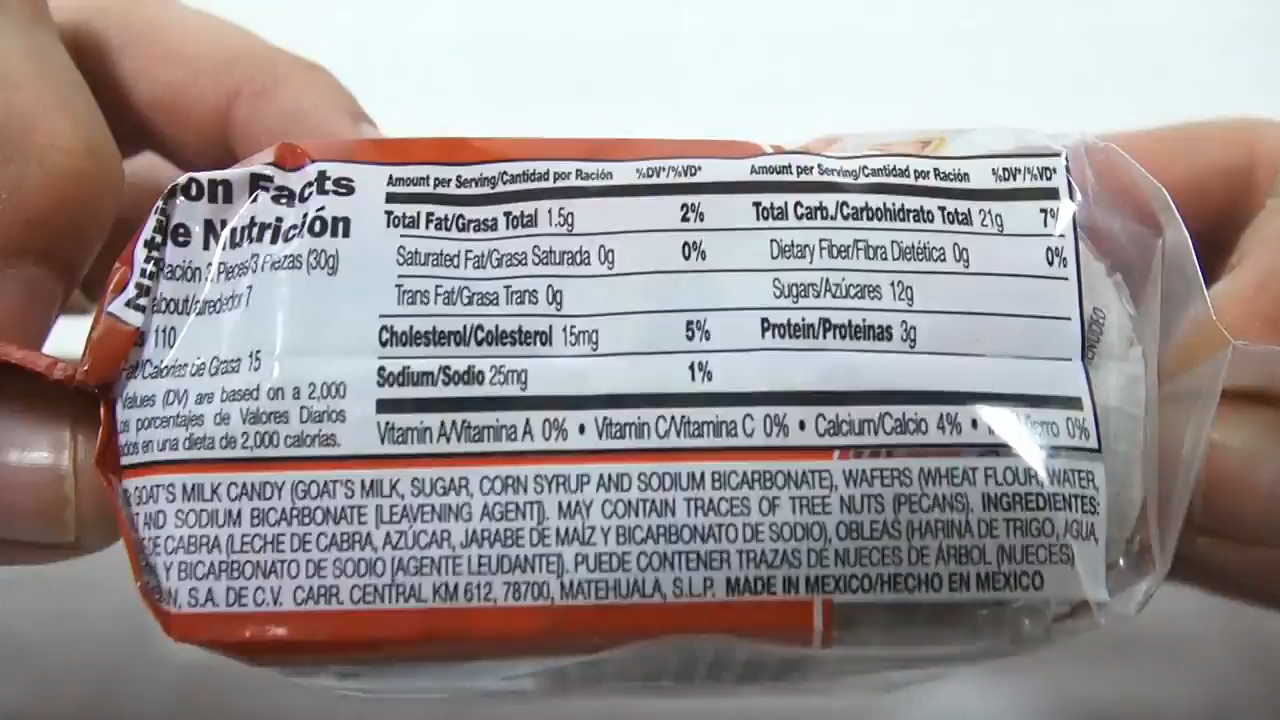 ion Facts
e Nutrición
Ración 3 Pieces/3 Piezas (30g)
about/alrededor 7
110
Calorías de Grasa 15
Values (DV) are based on a 2,000
porcentajes de Valores Diarios
en una dieta de 2,000 calorías.
Amount per Serving/Cantidad por Ración %DV*/%VD* Amount per Serving/Cantidad por Ración %DV*/%VD*
Total Fat/Grasa Total 1.5g 2% Total Carb./Carbohidrato Total 21g 7%
Saturated Fat/Grasa Saturada 0g 0% Dietary Fiber/Fibra Dietética 0g 0%
Trans Fat/Grasa Trans 0g Sugars/Azúcares 12g
Cholesterol/Colesterol 15mg 5% Protein/Proteinas 3g
Sodium/Sodio 25mg 1%
Vitamin A/Vitamina A 0% • Vitamin C/Vitamina C 0% • Calcium/Calcio 4% • 0%
GOAT'S MILK CANDY (GOAT'S MILK, SUGAR, CORN SYRUP AND SODIUM BICARBONATE), WAFERS (WHEAT FLOUR, WATER,
AND SODIUM BICARBONATE [LEAVENING AGENT]). MAY CONTAIN TRACES OF TREE NUTS (PECANS). INGREDIENTES:
DE CABRA (LECHE DE CABRA, AZÚCAR, JARABE DE MAÍZ Y BICARBONATO DE SODIO), OBLEAS (HARINA DE TRIGO, AGUA,
Y BICARBONATO DE SODIO [AGENTE LEUDANTE]). PUEDE CONTENER TRAZAS DE NUECES DE ÁRBOL (NUECES)
S.A. DE C.V. CARR. CENTRAL KM 612, 78700, MATEHUALA, S.L.P. MADE IN MEXICO/HECHO EN MÉXICO